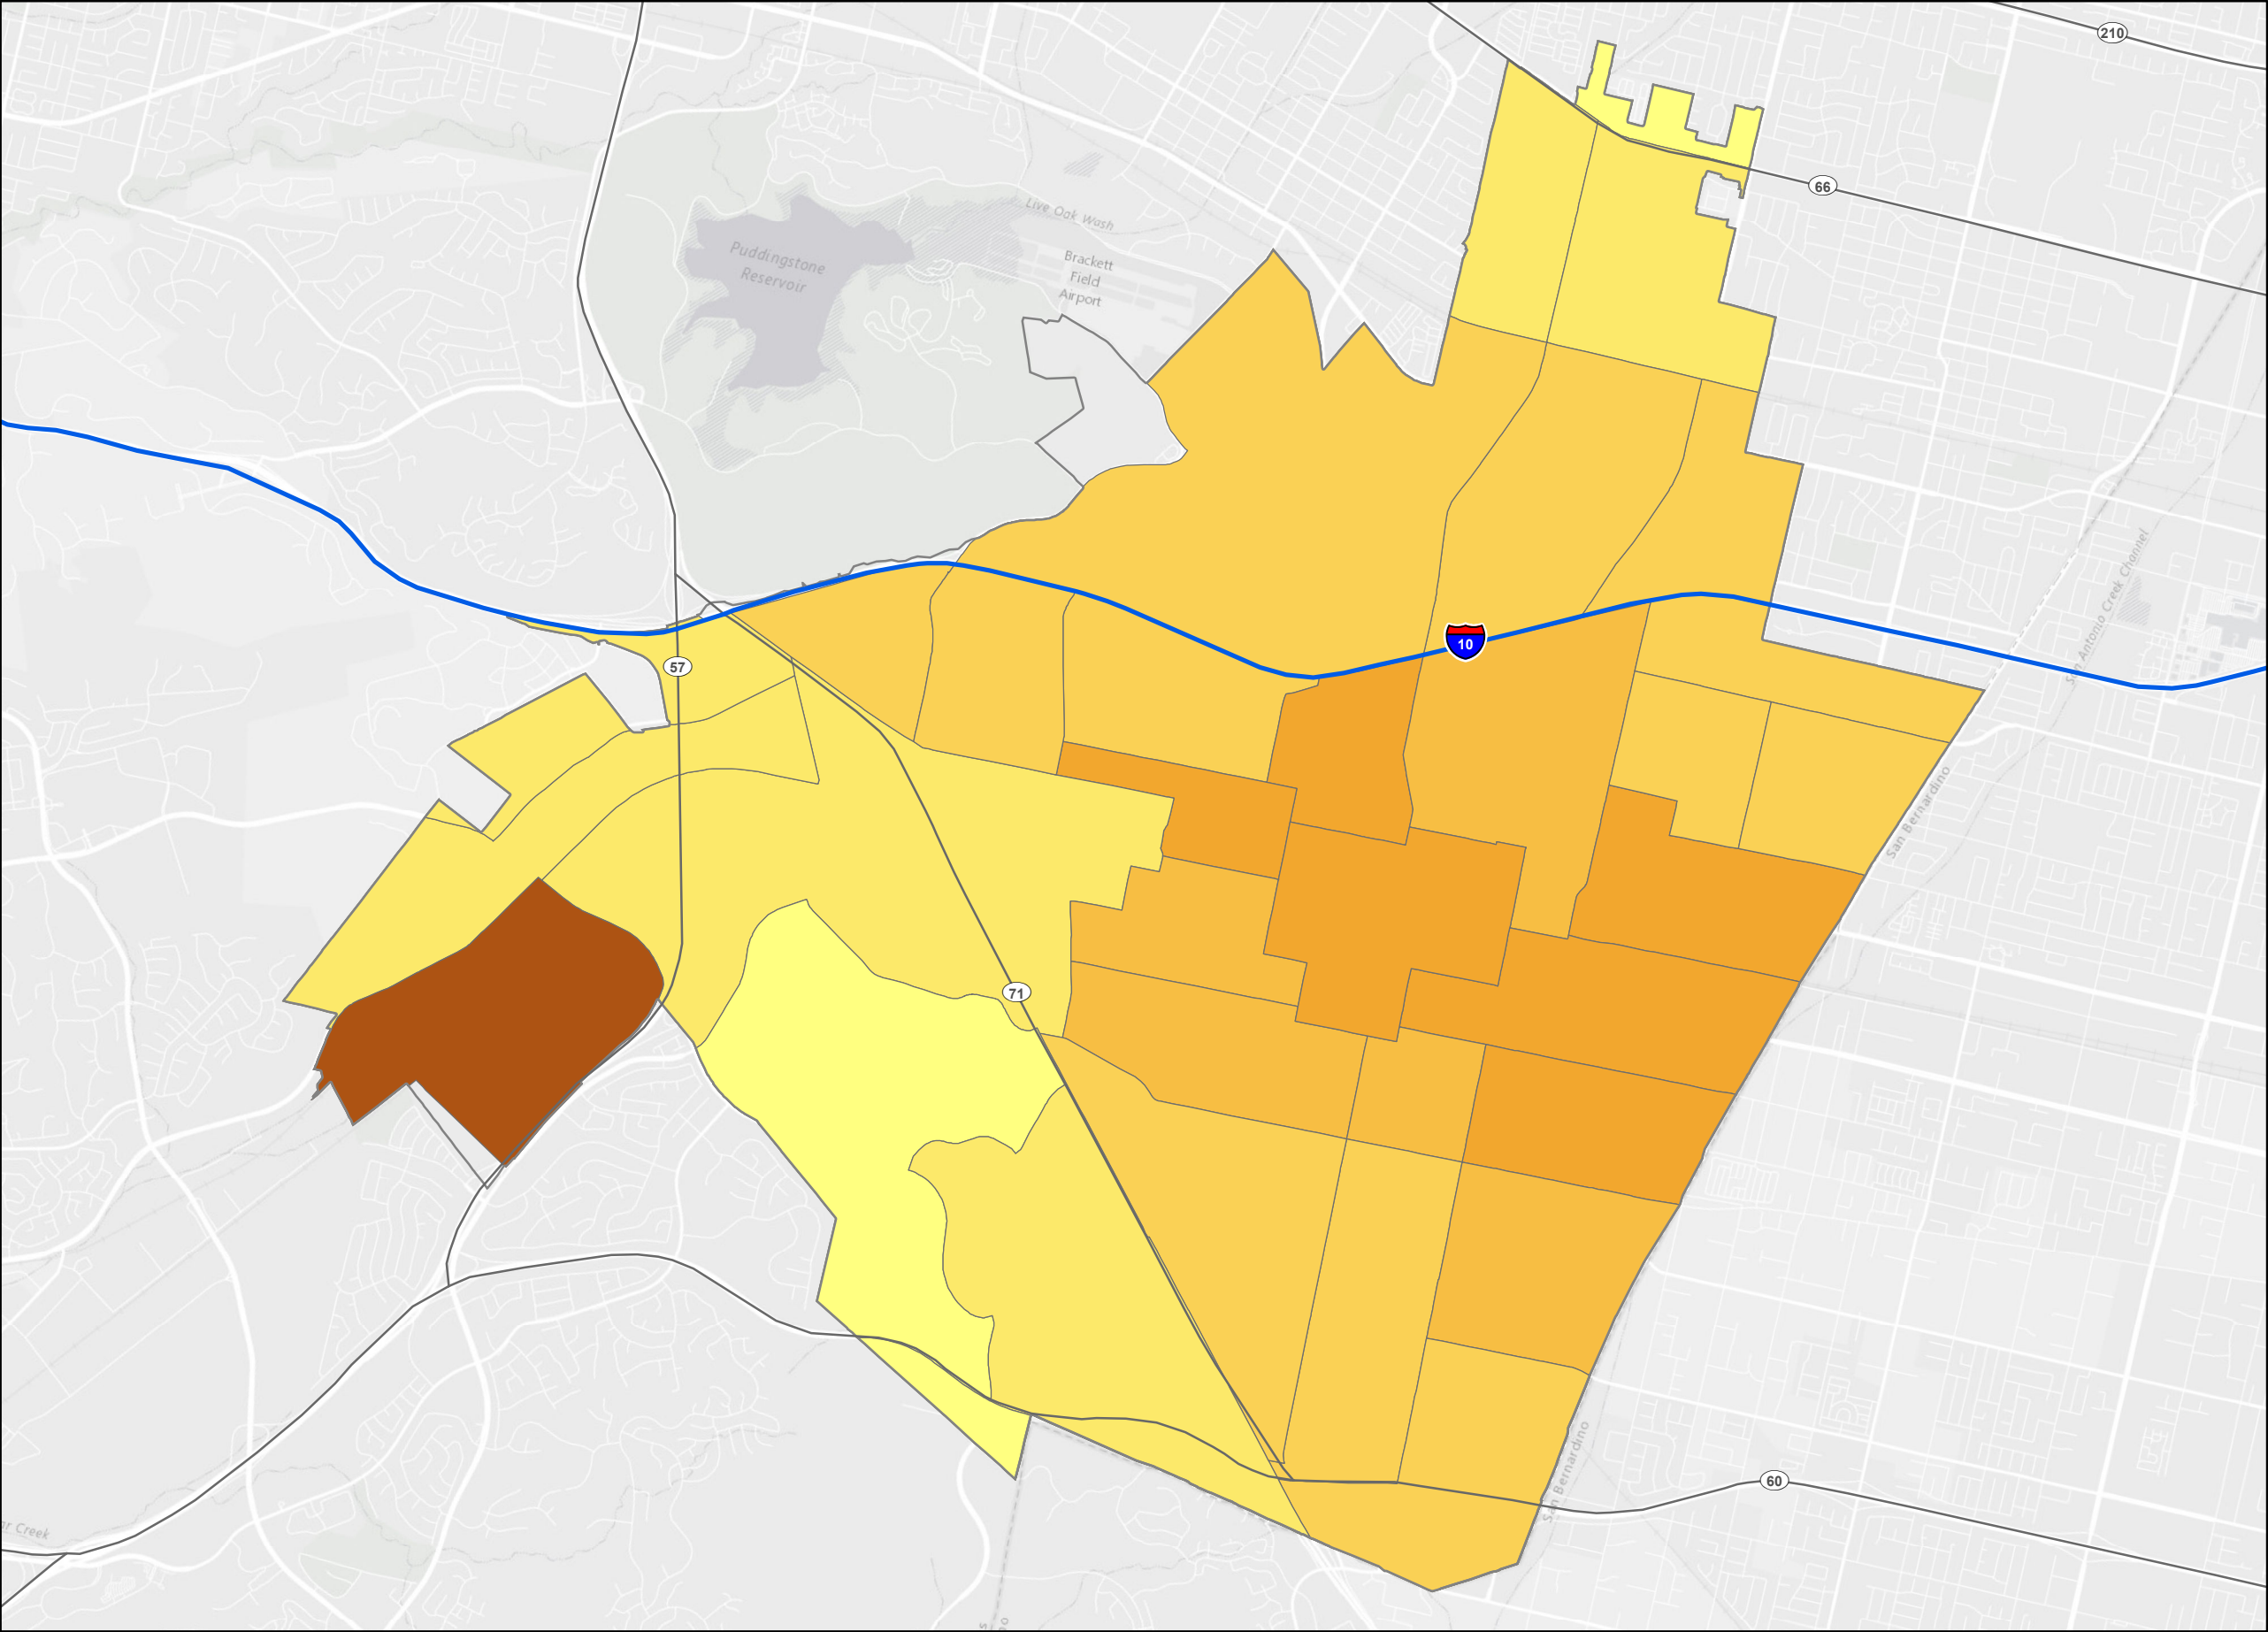 210
66
Live Oak Wash
Puddingstone
Reservoir
Brackett
Field
Airport
San Antonio Creek Channel
10
57
San Bernardino
71
60
San Bernardino
Creek